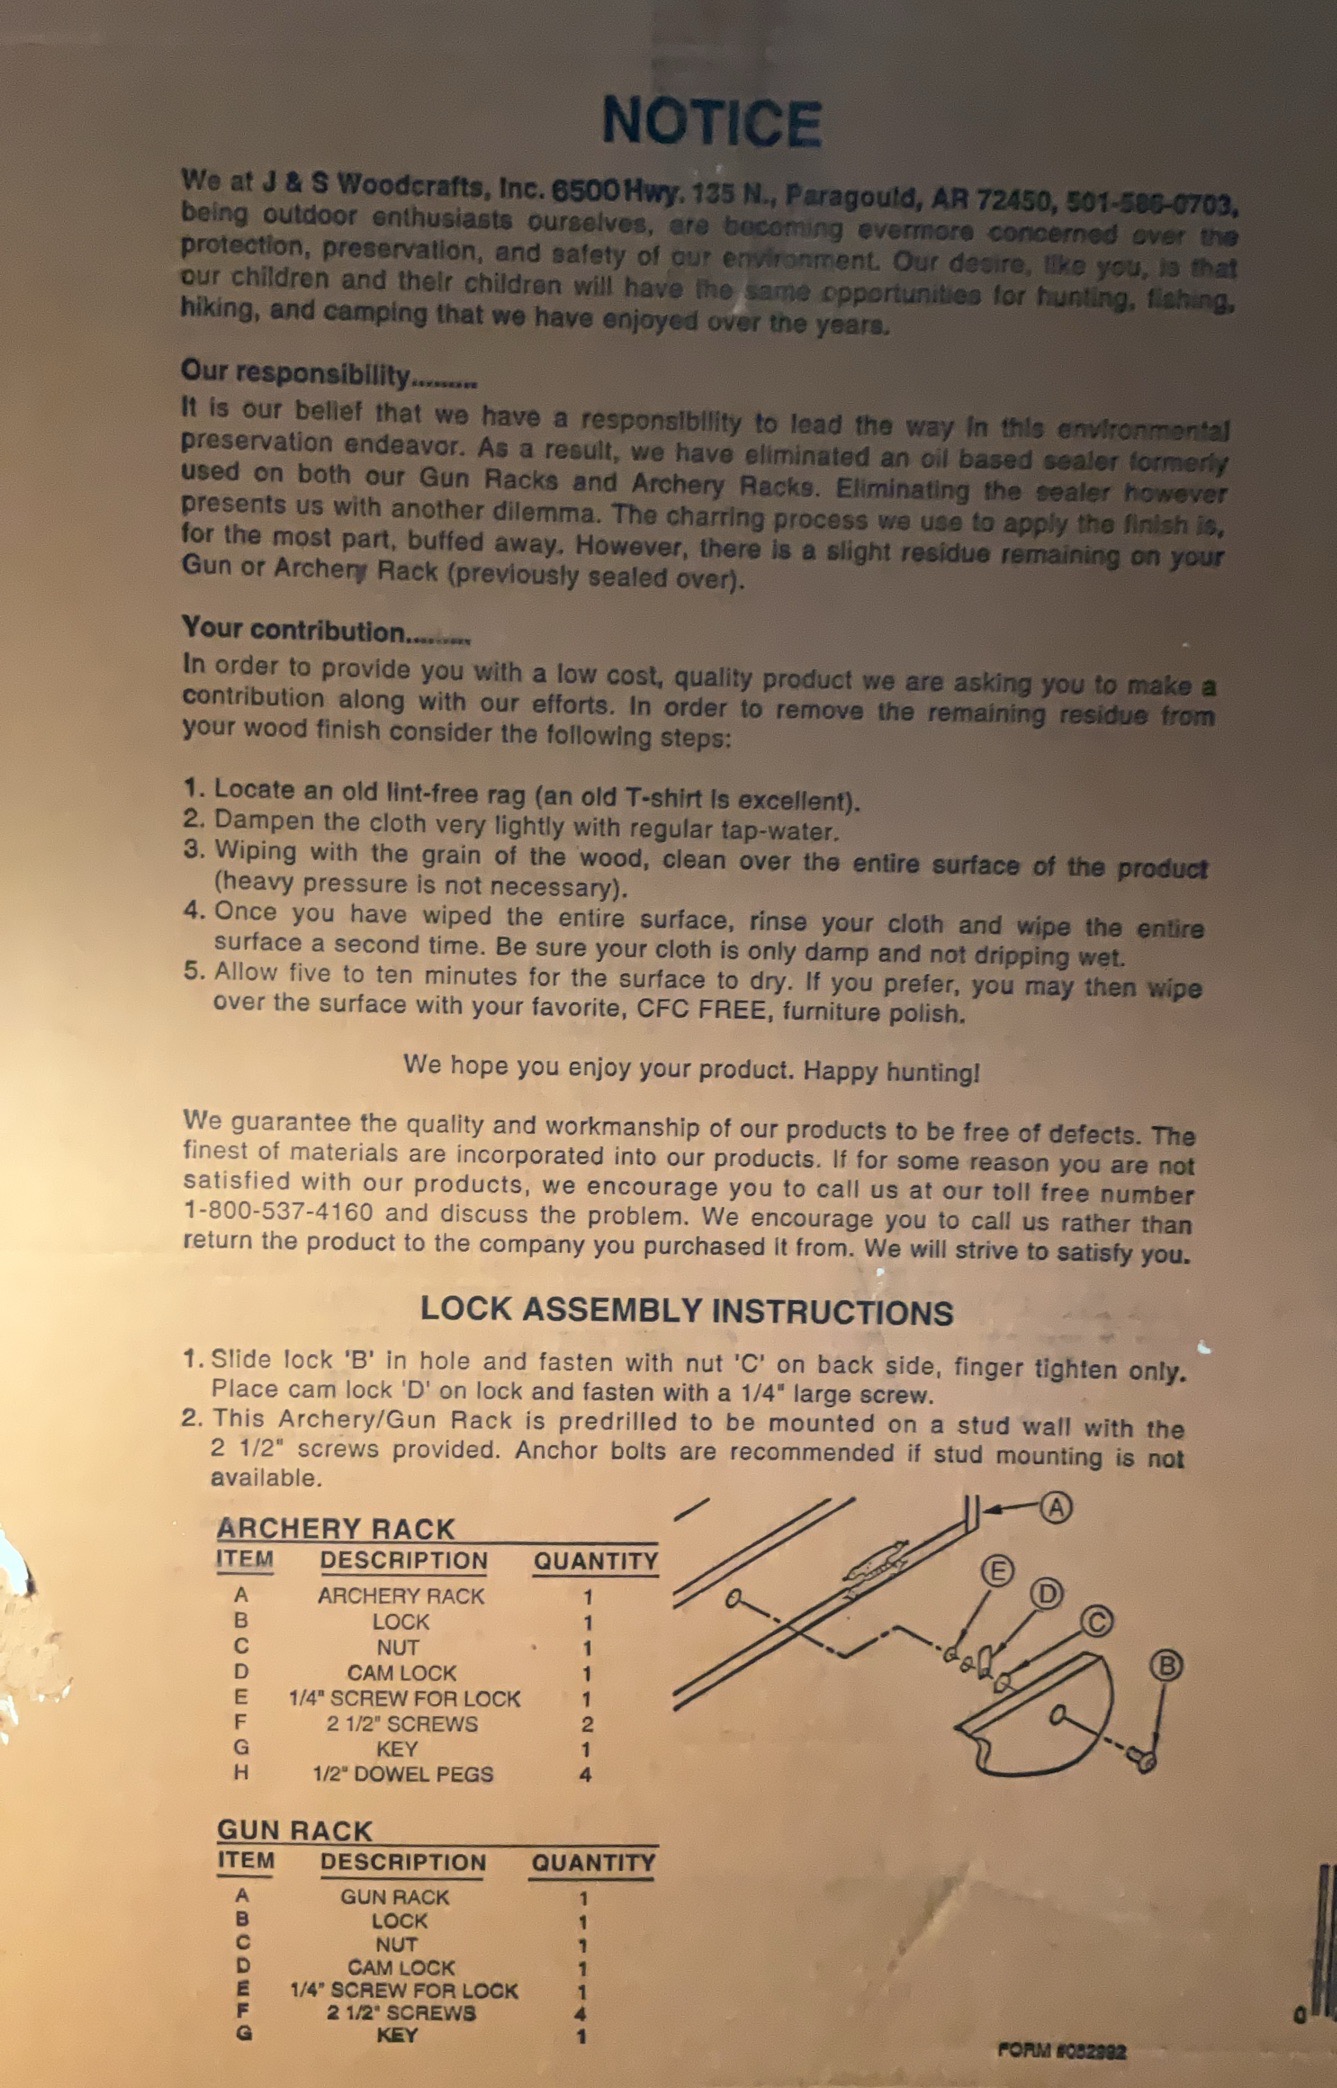 NOTICE
We at J & S Woodcrafts, Inc. 6500 Hwy. 135 N., Paragould, AR 72450, 501-586-0703,
being outdoor enthusiasts ourselves, are becoming evermore concerned over the
protection, preservation, and safety of our environment. Our desire, like you, is that
our children and their children will have the same opportunities for hunting, fishing,
hiking, and camping that we have enjoyed over the years.
Our responsibility.........
It is our belief that we have a responsibility to lead the way in this environmental
preservation endeavor. As a result, we have eliminated an oil based sealer formerly
used on both our Gun Racks and Archery Racks. Eliminating the sealer however
presents us with another dilemma. The charring process we use to apply the finish is,
for the most part, buffed away. However, there is a slight residue remaining on your
Gun or Archery Rack (previously sealed over).
Your contribution.........
In order to provide you with a low cost, quality product we are asking you to make a
contribution along with our efforts. In order to remove the remaining residue from
your wood finish consider the following steps:
1. Locate an old lint-free rag (an old T-shirt is excellent).
2. Dampen the cloth very lightly with regular tap-water.
3. Wiping with the grain of the wood, clean over the entire surface of the product
(heavy pressure is not necessary).
4. Once you have wiped the entire surface, rinse your cloth and wipe the entire
surface a second time. Be sure your cloth is only damp and not dripping wet.
5. Allow five to ten minutes for the surface to dry. If you prefer, you may then wipe
over the surface with your favorite, CFC FREE, furniture polish.
We hope you enjoy your product. Happy hunting!
We guarantee the quality and workmanship of our products to be free of defects. The
finest of materials are incorporated into our products. If for some reason you are not
satisfied with our products, we encourage you to call us at our toll free number
1-800-537-4160 and discuss the problem. We encourage you to call us rather than
return the product to the company you purchased it from. We will strive to satisfy you.
LOCK ASSEMBLY INSTRUCTIONS
1. Slide lock 'B' in hole and fasten with nut 'C' on back side, finger tighten only.
Place cam lock 'D' on lock and fasten with a 1/4" large screw.
2. This Archery/Gun Rack is predrilled to be mounted on a stud wall with the
2 1/2" screws provided. Anchor bolts are recommended if stud mounting is not
available.
ARCHERY RACK
ITEM DESCRIPTION QUANTITY
A ARCHERY RACK 1
B LOCK 1
C NUT 1
D CAM LOCK 1
E 1/4" SCREW FOR LOCK 1
F 2 1/2" SCREWS 2
G KEY 1
H 1/2" DOWEL PEGS 4
A
E
D
C
B
GUN RACK
ITEM DESCRIPTION QUANTITY
A GUN RACK 1
B LOCK 1
C NUT 1
D CAM LOCK 1
E 1/4" SCREW FOR LOCK 1
F 2 1/2" SCREWS 4
G KEY 1
0
FORM #052992